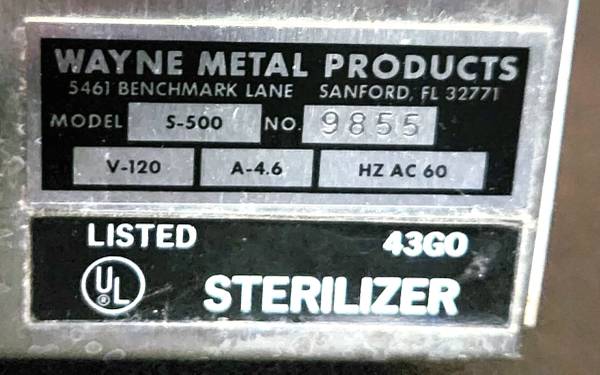 WAYNE METAL PRODUCTS
5461 BENCHMARK LANE SANFORD, FL 32771
MODEL S-500 NO. 9855
V-120 A-4.6 HZ AC 60
LISTED 43G0
UL® STERILIZER